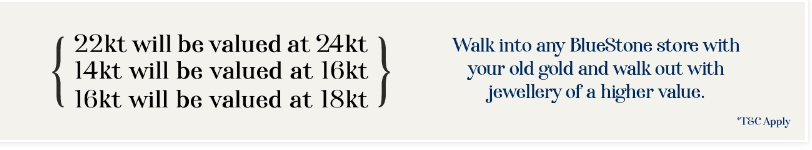 22kt will be valued at 24kt
14kt will be valued at 16kt
16kt will be valued at 18kt
Walk into any BlueStone store with
your old gold and walk out with
jewellery of a higher value.
*T&C Apply